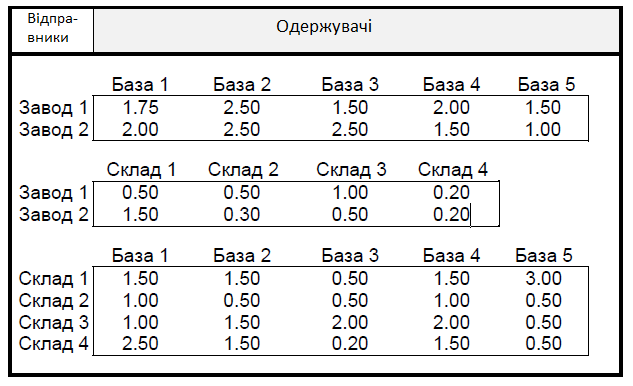 Відпра-
вники
Одержувачі
База 1 База 2 База 3 База 4 База 5
Завод 1 1.75 2.50 1.50 2.00 1.50
Завод 2 2.00 2.50 2.50 1.50 1.00
Склад 1 Склад 2 Склад 3 Склад 4
Завод 1 0.50 0.50 1.00 0.20
Завод 2 1.50 0.30 0.50 0.20
База 1 База 2 База 3 База 4 База 5
Склад 1 1.50 1.50 0.50 1.50 3.00
Склад 2 1.00 0.50 0.50 1.00 0.50
Склад 3 1.00 1.50 2.00 2.00 0.50
Склад 4 2.50 1.50 0.20 1.50 0.50